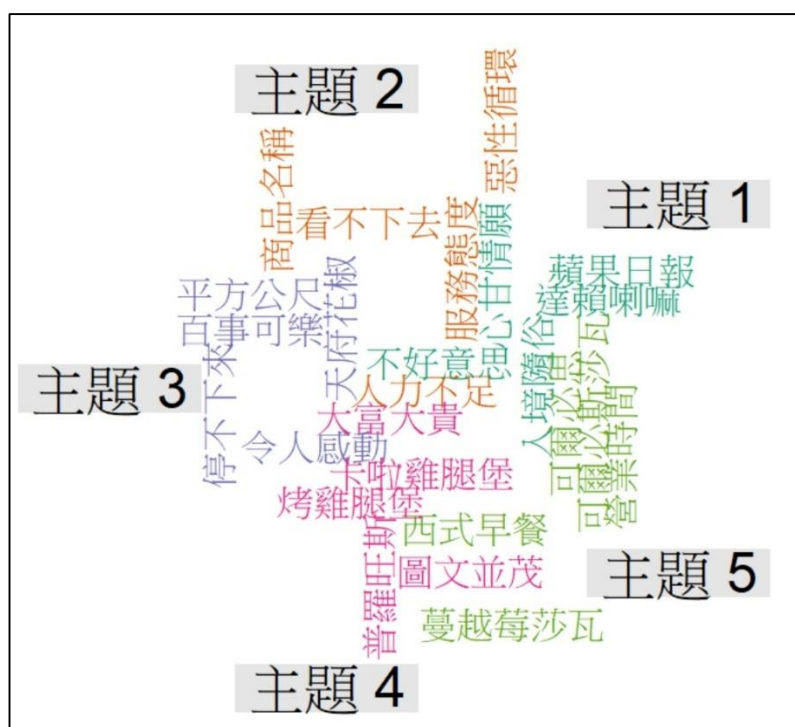 主題 2
惡性循環
商品名稱
看不下去
服務態度
心甘情願
主題 1
蘋果日報
達賴喇嘛
平方公尺
百事可樂
天府花椒
不好意思
人力不足
入境隨俗
主題 3
停不下來
大富大貴
令人感動
卡啦雞腿堡
烤雞腿堡
可爾必思
營業時間
西式早餐
普羅旺斯
圖文並茂
主題 5
蔓越莓莎瓦
主題 4